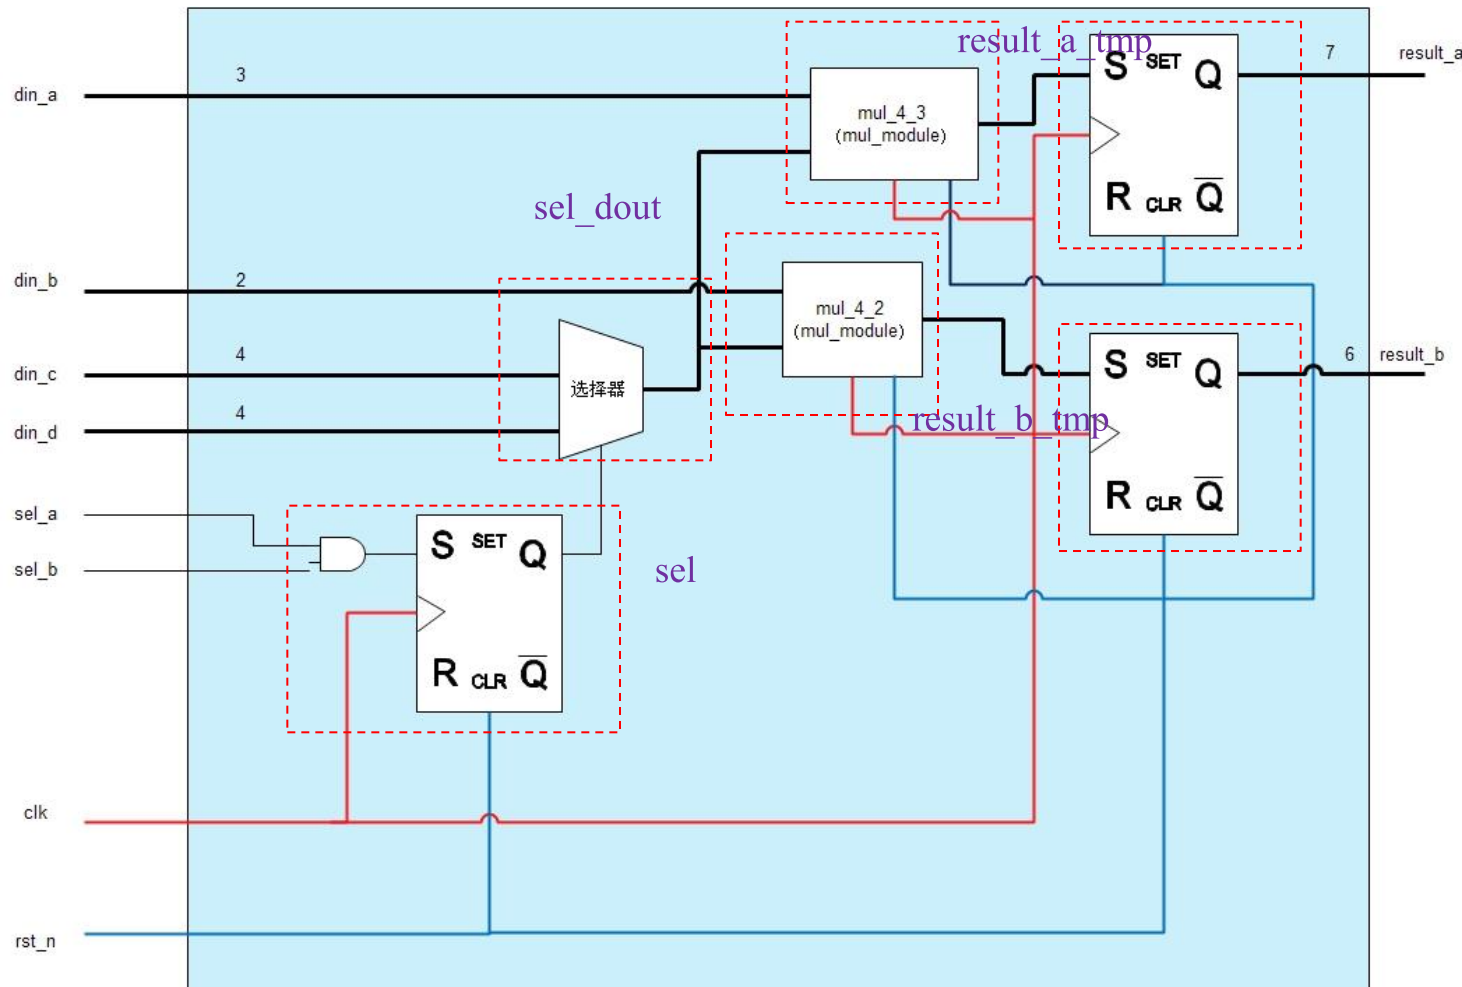 result_a_tmp
7
result_a
3
din_a
mul_4_3
(mul_module)
S SET Q
R CLR Q
sel_dout
din_b
2
mul_4_2
(mul_module)
din_c
4
6
result_b
S SET Q
选择器
din_d
4
result_b_tmp
R CLR Q
sel_a
sel_b
S SET Q
sel
R CLR Q
clk
rst_n